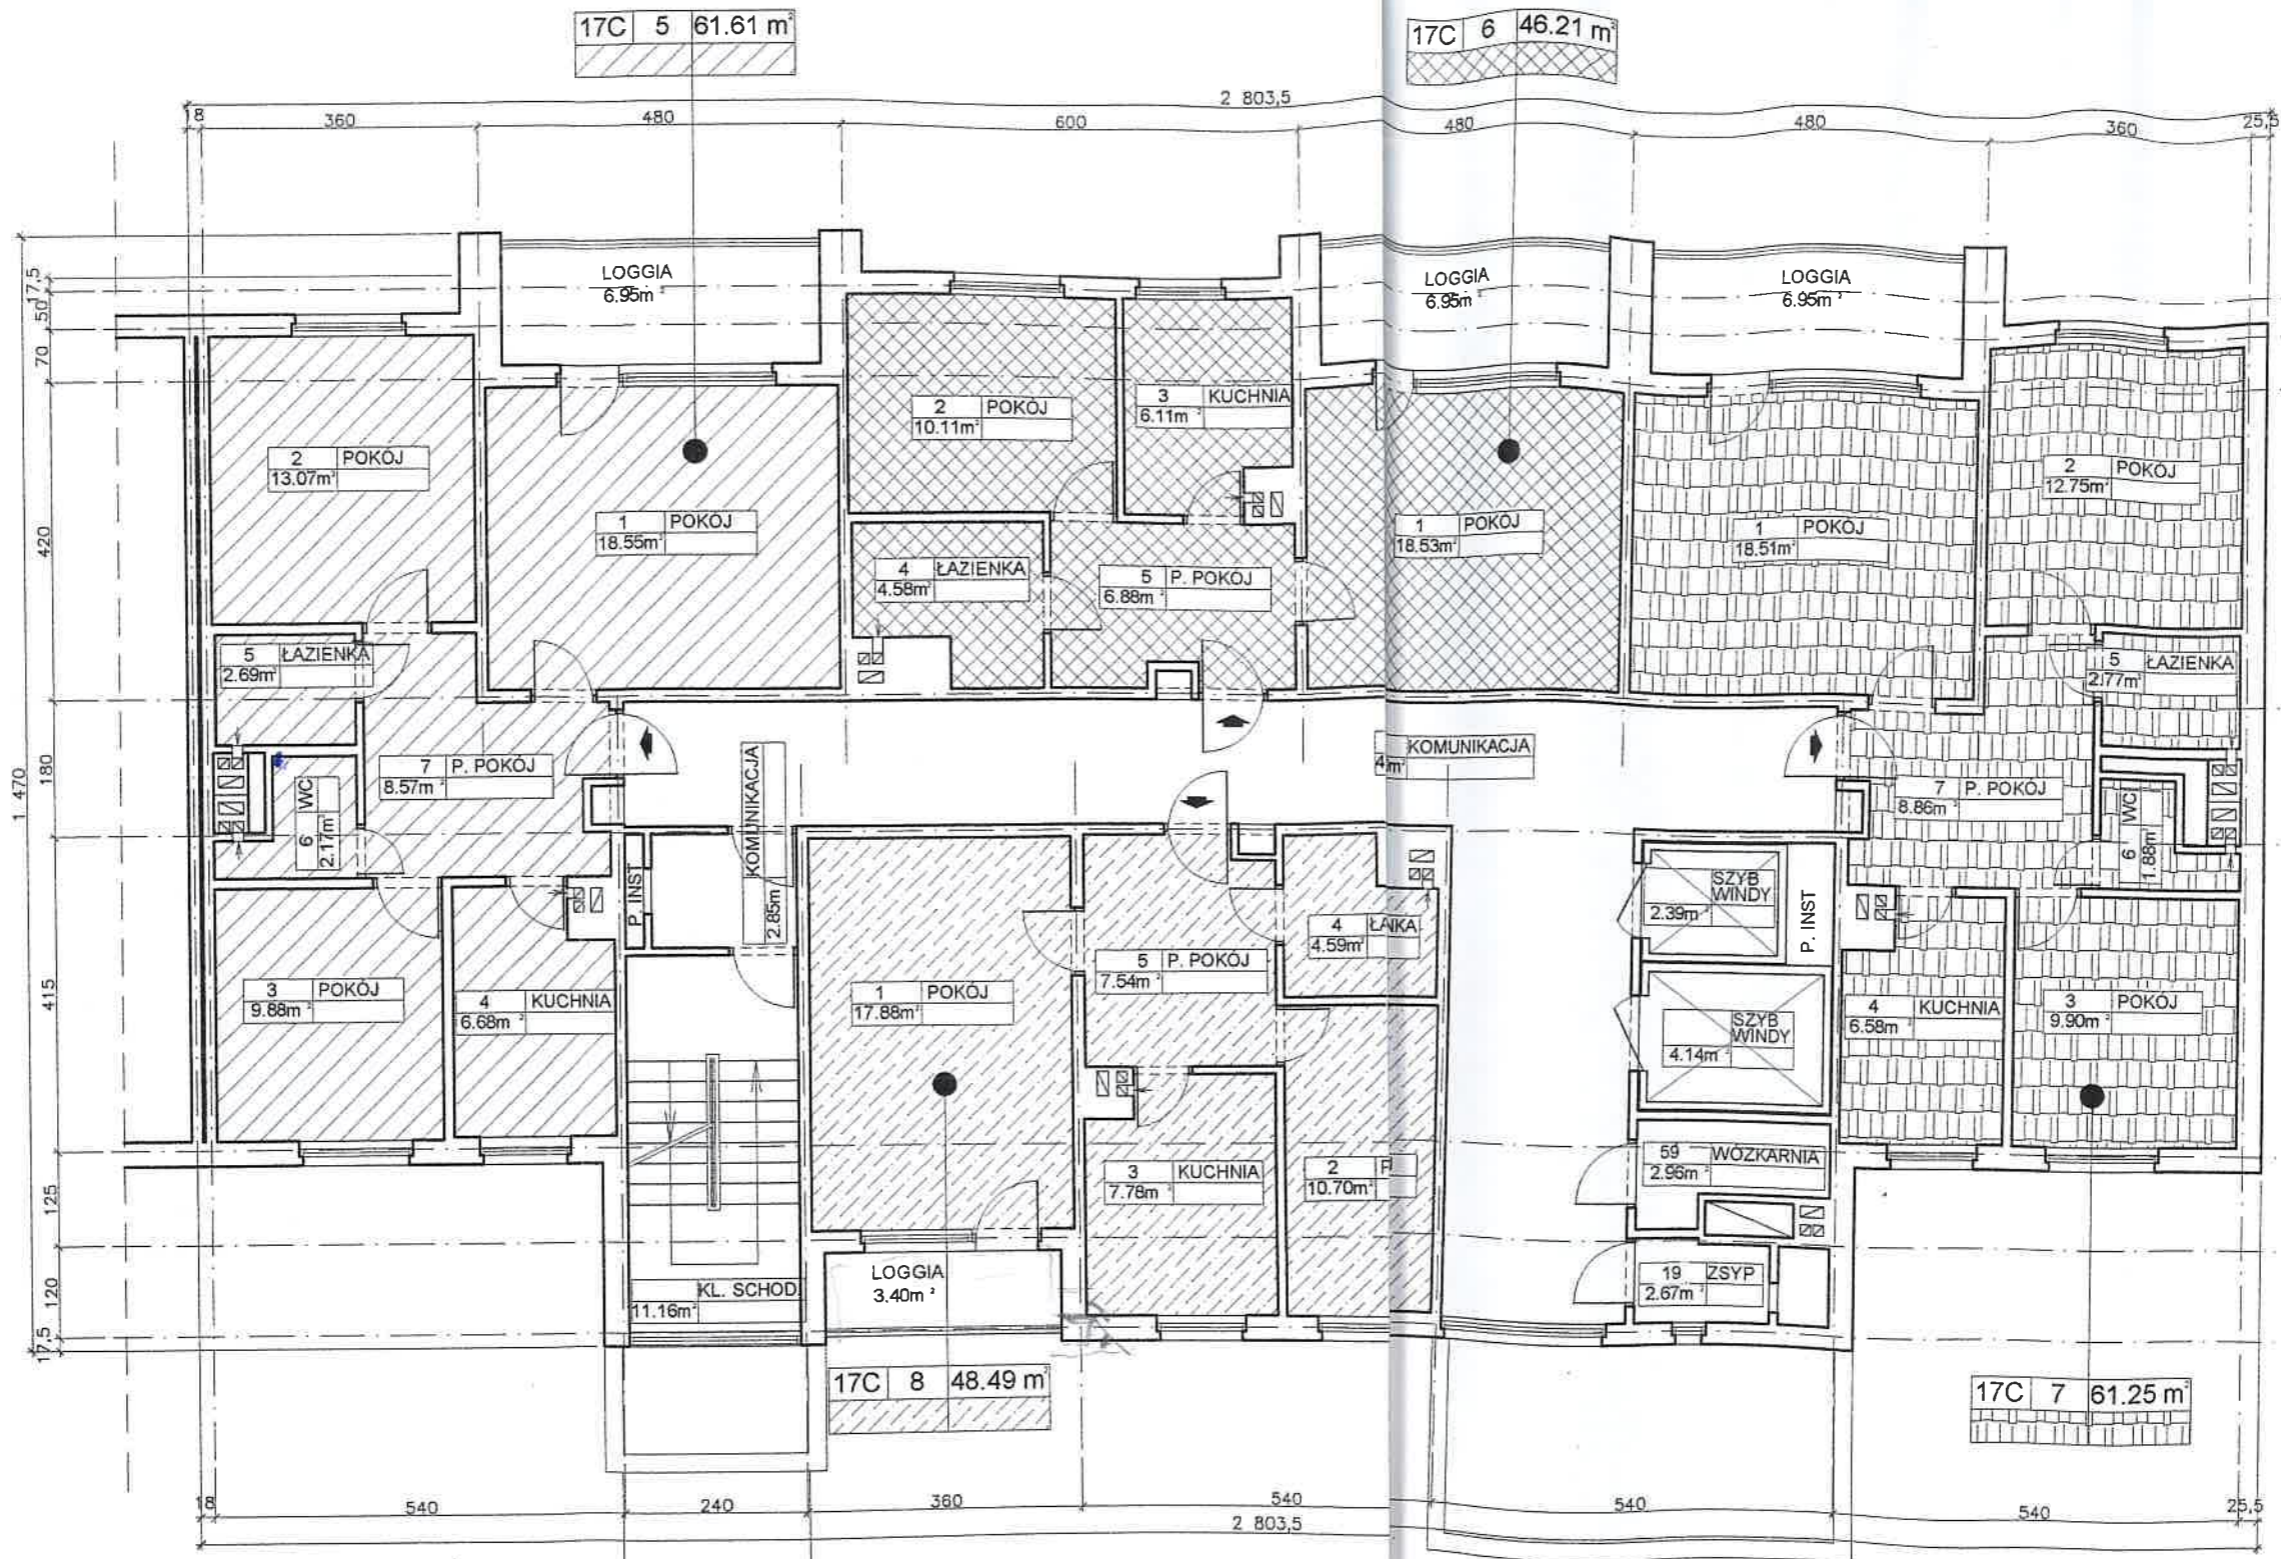 17C 5 61.61 m²
17C 6 46.21 m²
2 803,5
18 360 480 600 480 480 360 25,5
LOGGIA
6.95m²
LOGGIA
6.95m²
LOGGIA
6.95m²
17,5
50
70
420
180
1 470
415
125
120
17,5
2 POKÓJ
13.07m²
1 POKÓJ
18.55m²
5 ŁAZIENKA
2.69m²
6 WC
2.17m²
7 P. POKÓJ
8.57m²
3 POKÓJ
9.88m²
4 KUCHNIA
6.68m²
2 POKÓJ
10.11m²
3 KUCHNIA
6.11m²
4 ŁAZIENKA
4.58m²
5 P. POKÓJ
6.88m²
1 POKÓJ
18.53m²
1 POKÓJ
18.51m²
2 POKÓJ
12.75m²
5 ŁAZIENKA
2.77m²
7 P. POKÓJ
8.86m²
6 WC
1.88m²
4 KUCHNIA
6.58m²
3 POKÓJ
9.90m²
KOMUNIKACJA
2.85m²
KOMUNIKACJA
P. INST
1 POKÓJ
17.88m²
5 P. POKÓJ
7.54m²
4
4.59m²
3 KUCHNIA
7.78m²
2 P
10.70m²
SZYB
WINDY
2.39m²
P. INST
SZYB
WINDY
4.14m²
59 WÓZKARNIA
2.96m²
19 ZSYP
2.67m²
KL. SCHOD.
11.16m²
LOGGIA
3.40m²
17C 8 48.49 m²
17C 7 61.25 m²
18 540 240 360 540 540 540 25,5
2 803,5